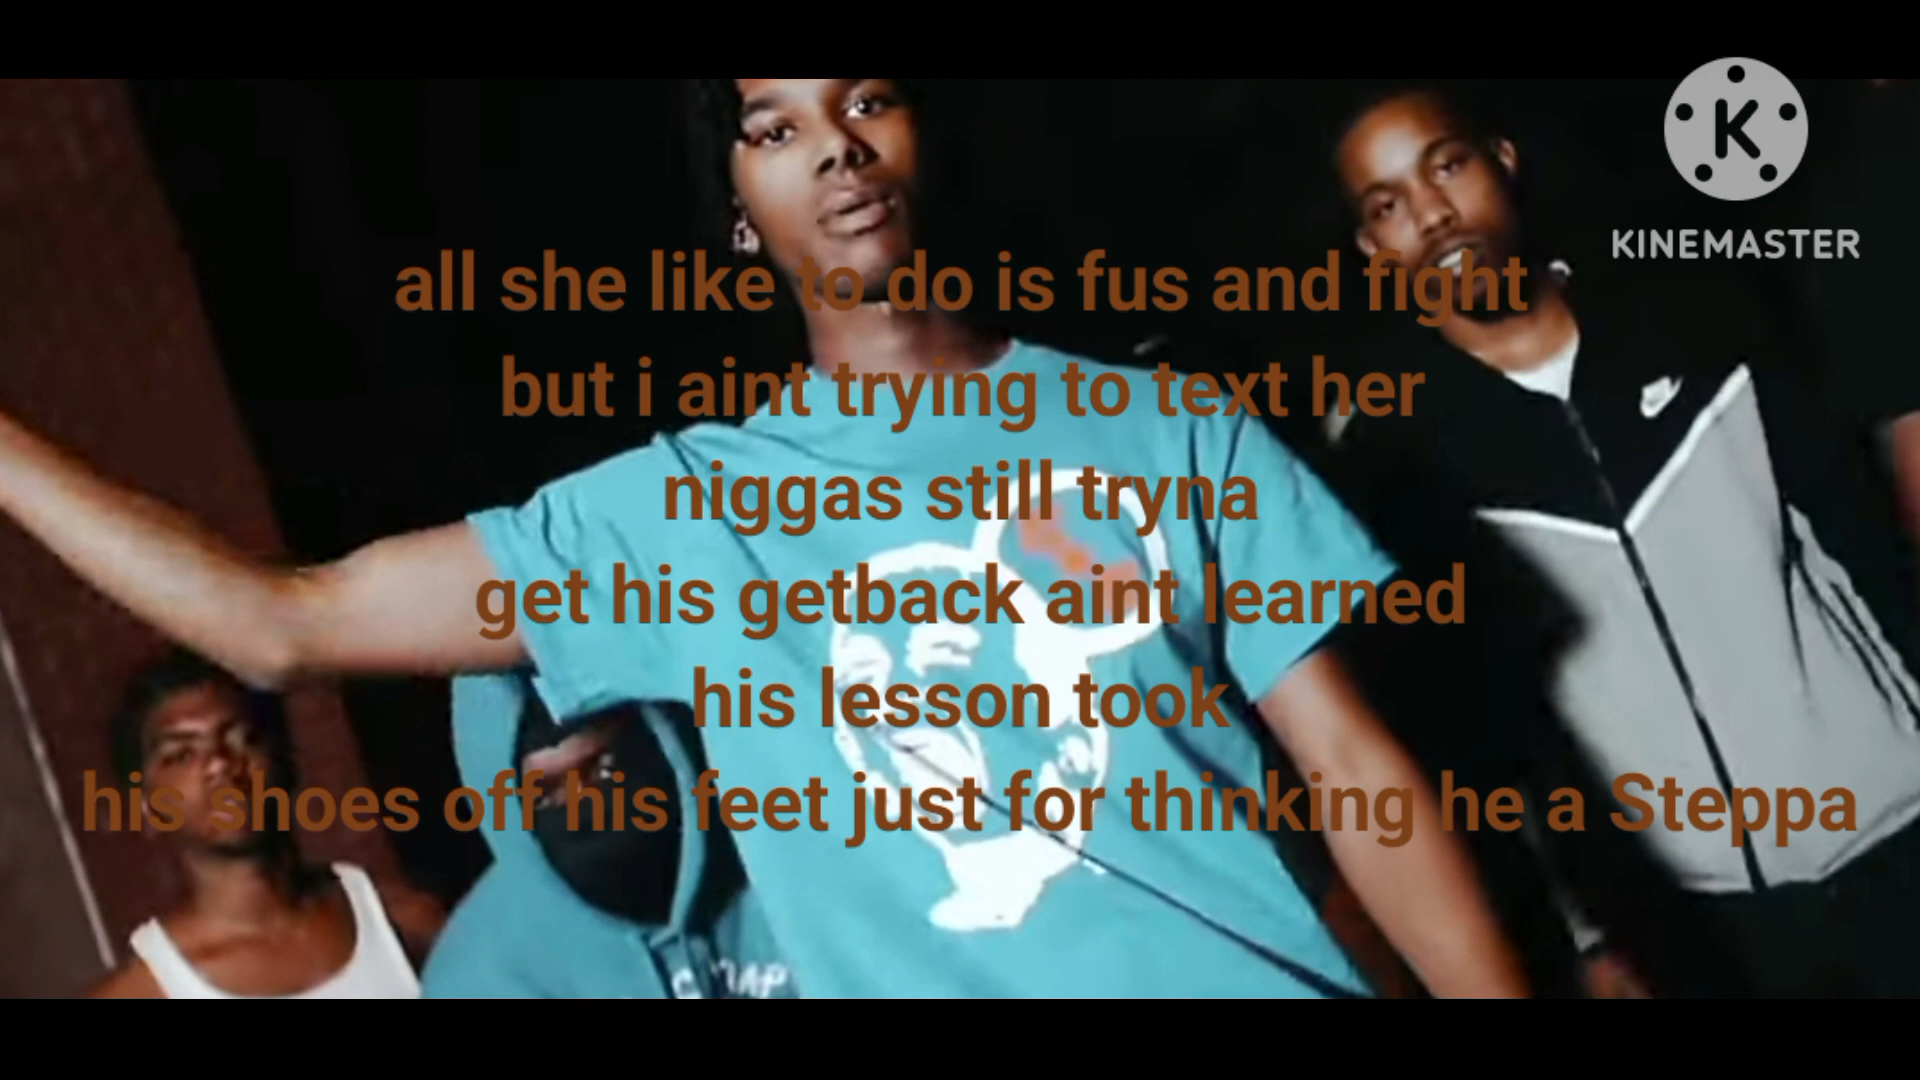 KINEMASTER
all she like to do is fus and fight
but i aint trying to text her
niggas still tryna
get his getback aint learned
his lesson took
his shoes off his feet just for thinking he a Steppa